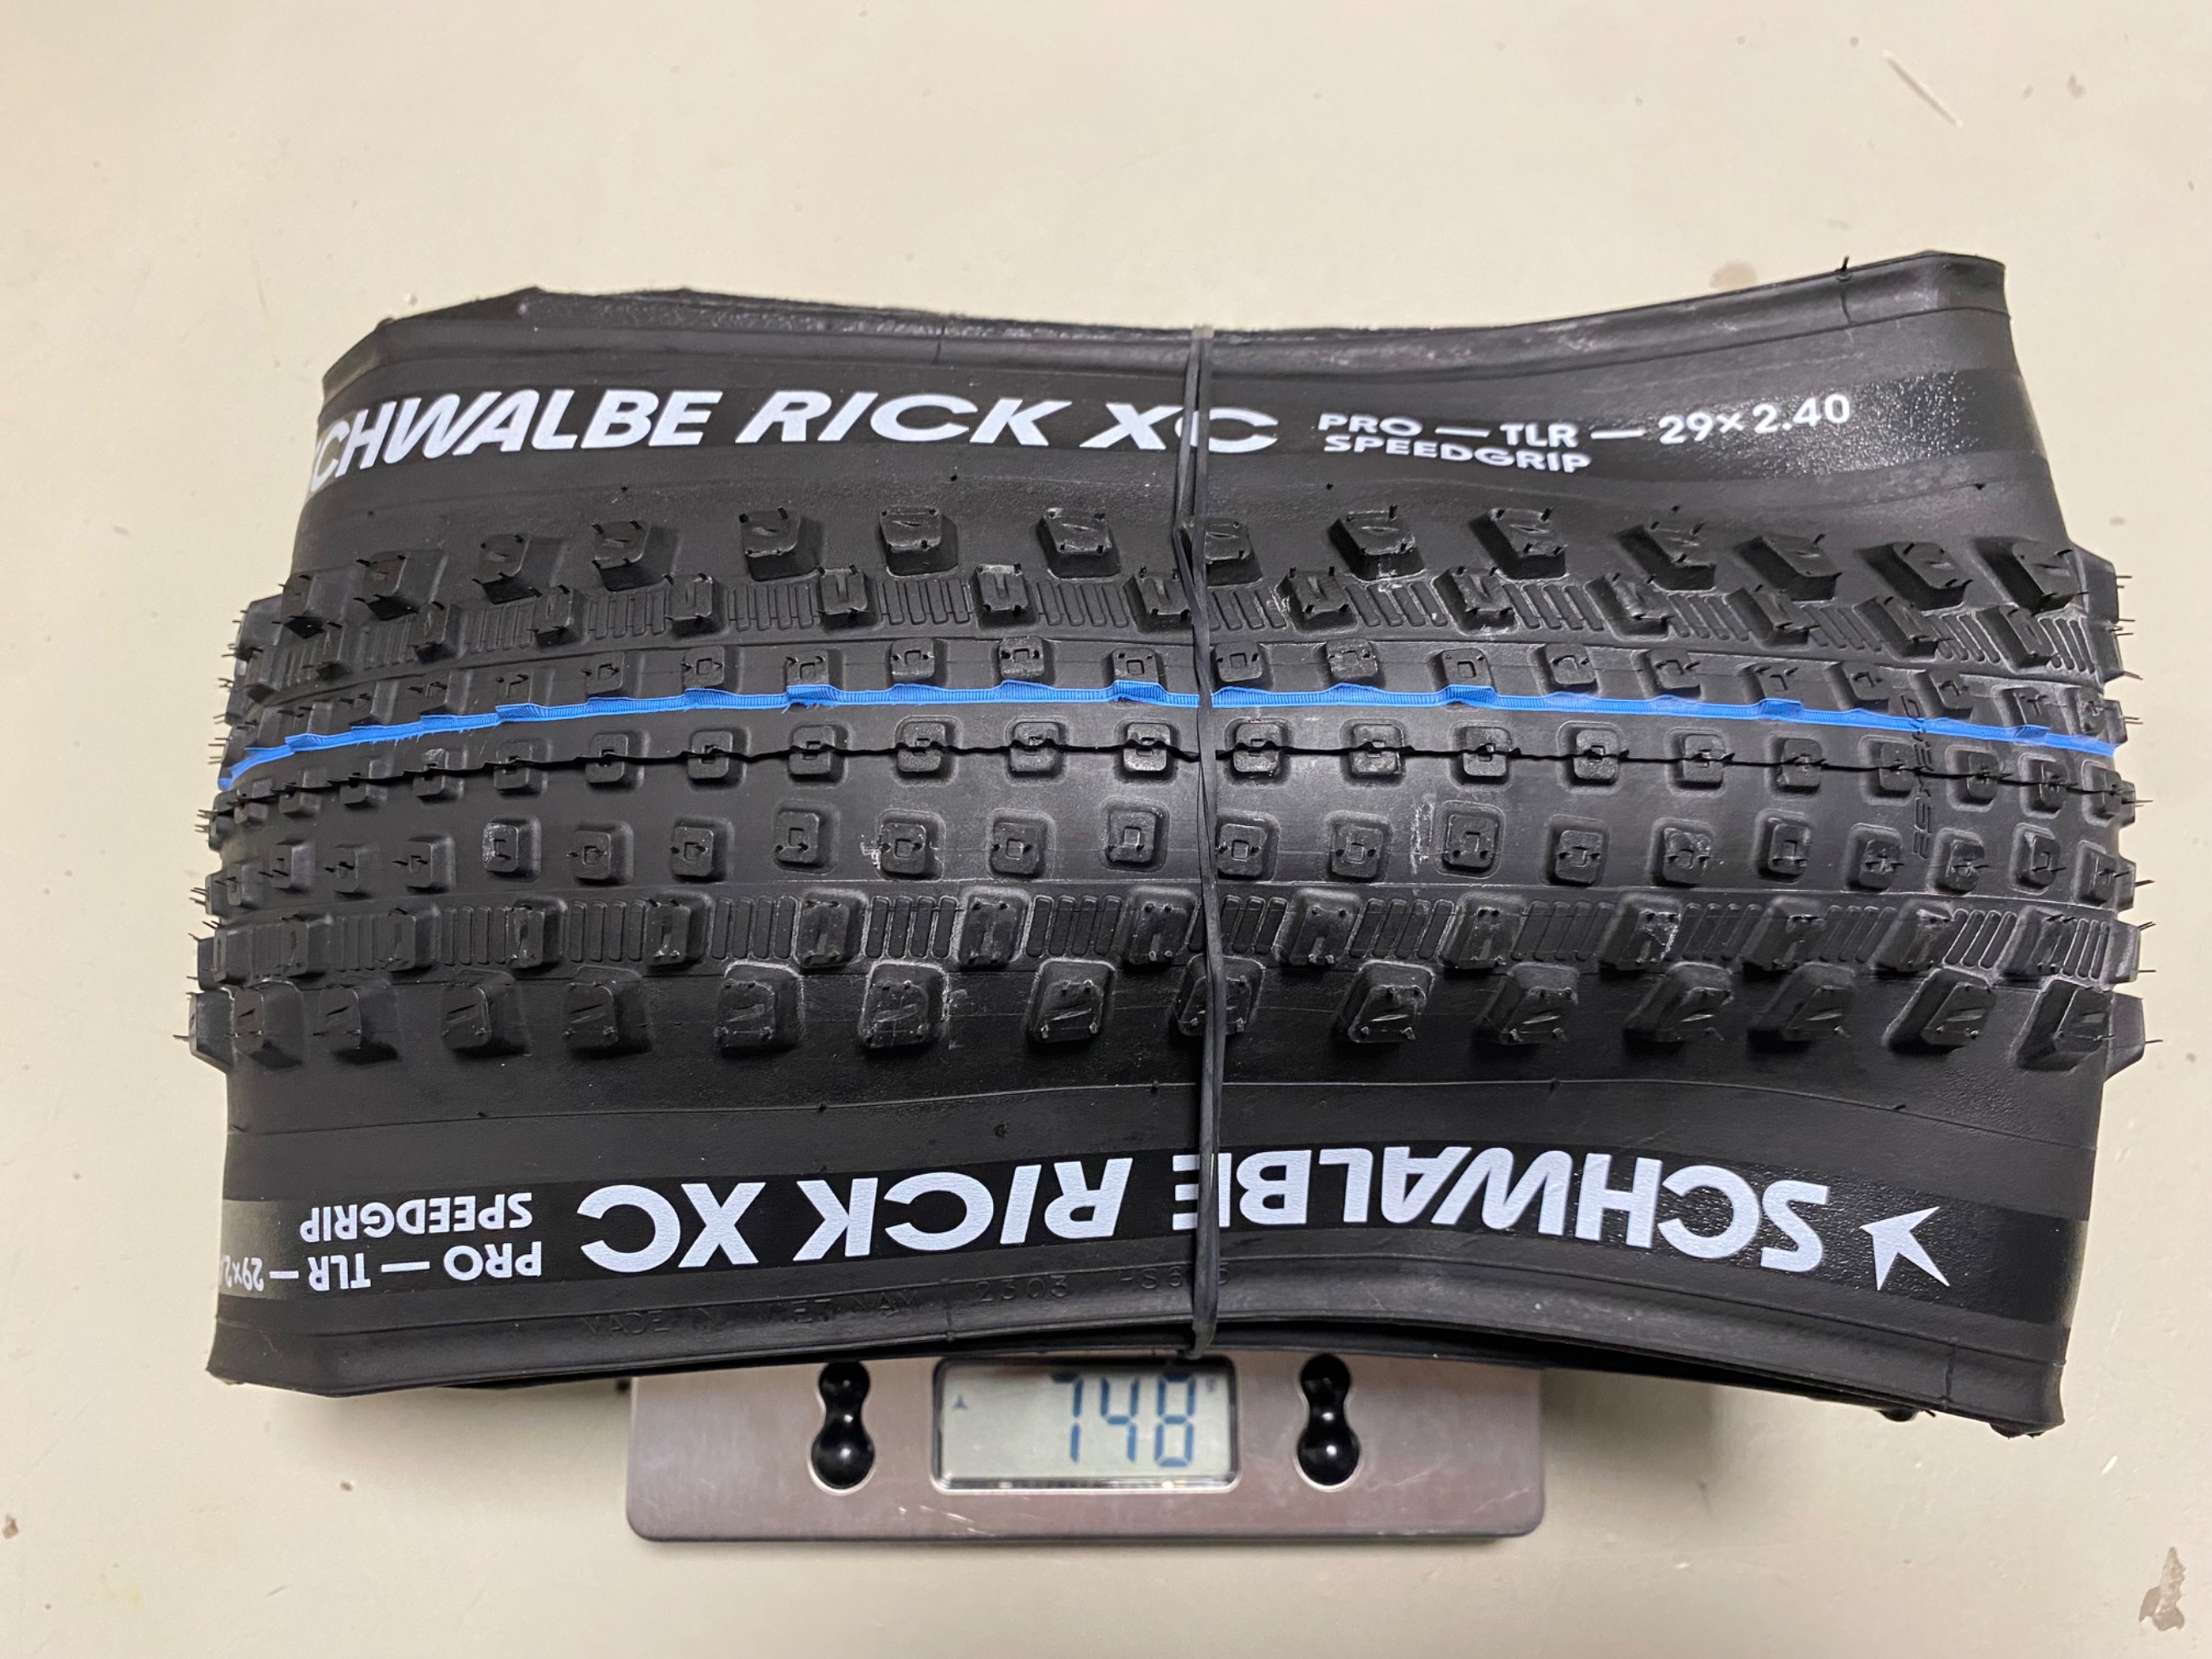 SCHWALBE RICK XC PRO — TLR — 29×2.40
SPEEDGRIP
SCHWALBE RICK XC PRO — TLR — 29×2.
SPEEDGRIP
MADE IN VIETNAM 2303
748